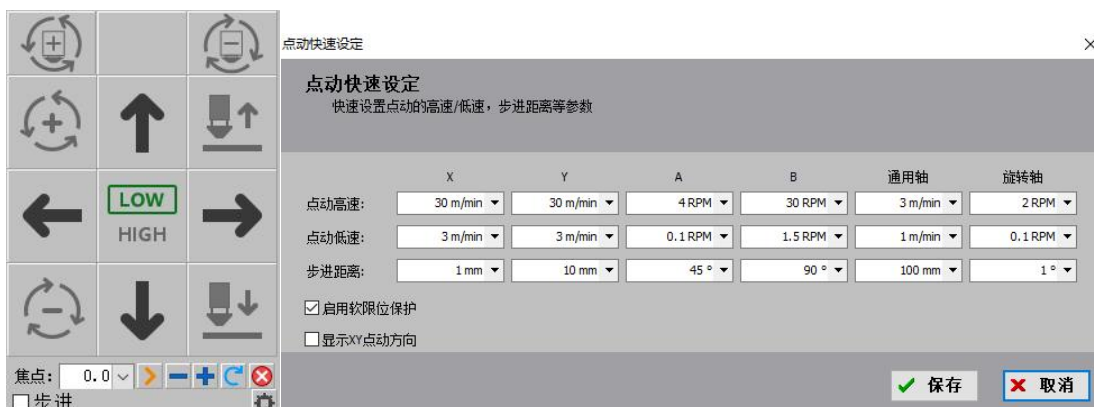 点动快速设定
点动快速设定
快速设置点动的高速/低速，步进距离等参数
X Y A B 通用轴 旋转轴
点动高速: 30 m/min 30 m/min 4 RPM 30 RPM 3 m/min 2 RPM
点动低速: 3 m/min 3 m/min 0.1 RPM 1.5 RPM 1 m/min 0.1 RPM
步进距离: 1 mm 10 mm 45 ° 90 ° 100 mm 1 °
启用软限位保护
显示XY点动方向
保存 取消
LOW
HIGH
焦点: 0.0
步进